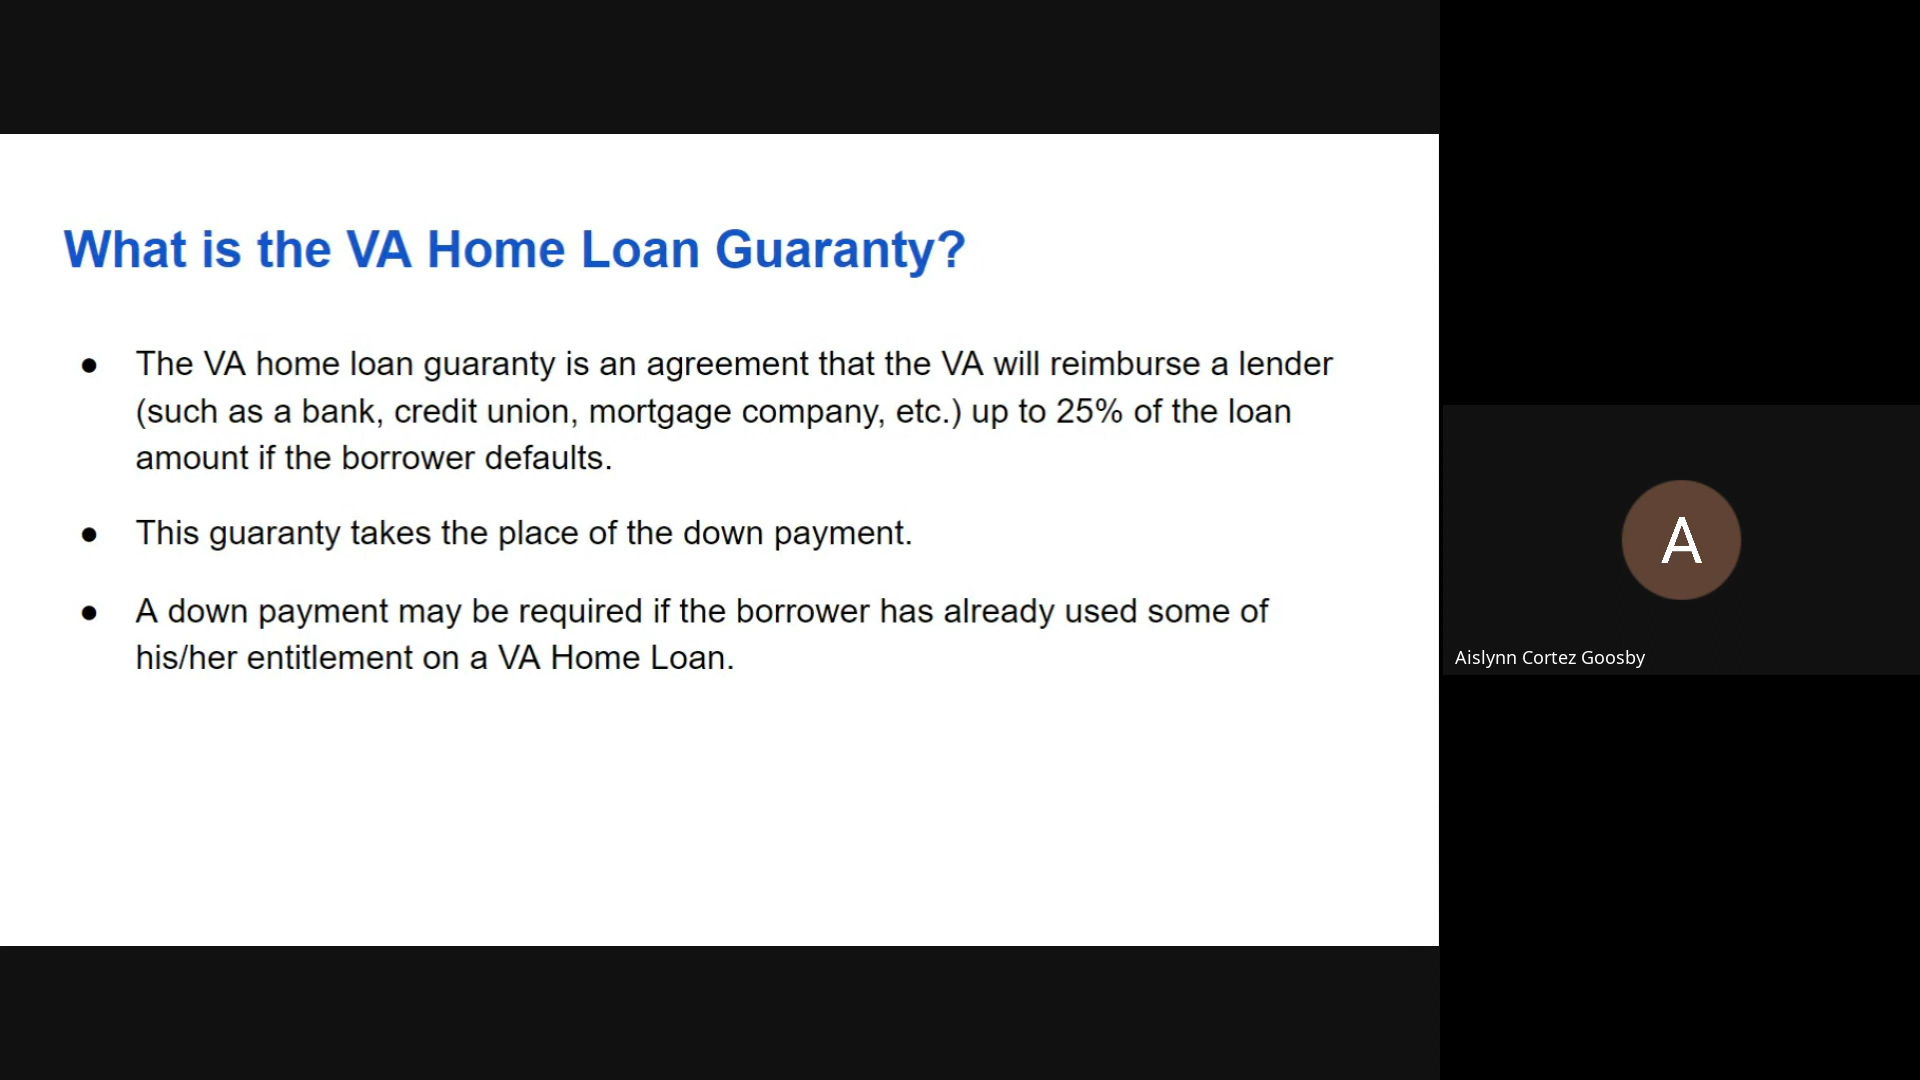 What is the VA Home Loan Guaranty?
● The VA home loan guaranty is an agreement that the VA will reimburse a lender
(such as a bank, credit union, mortgage company, etc.) up to 25% of the loan
amount if the borrower defaults.
● This guaranty takes the place of the down payment.
● A down payment may be required if the borrower has already used some of
his/her entitlement on a VA Home Loan.
A
Aislynn Cortez Goosby